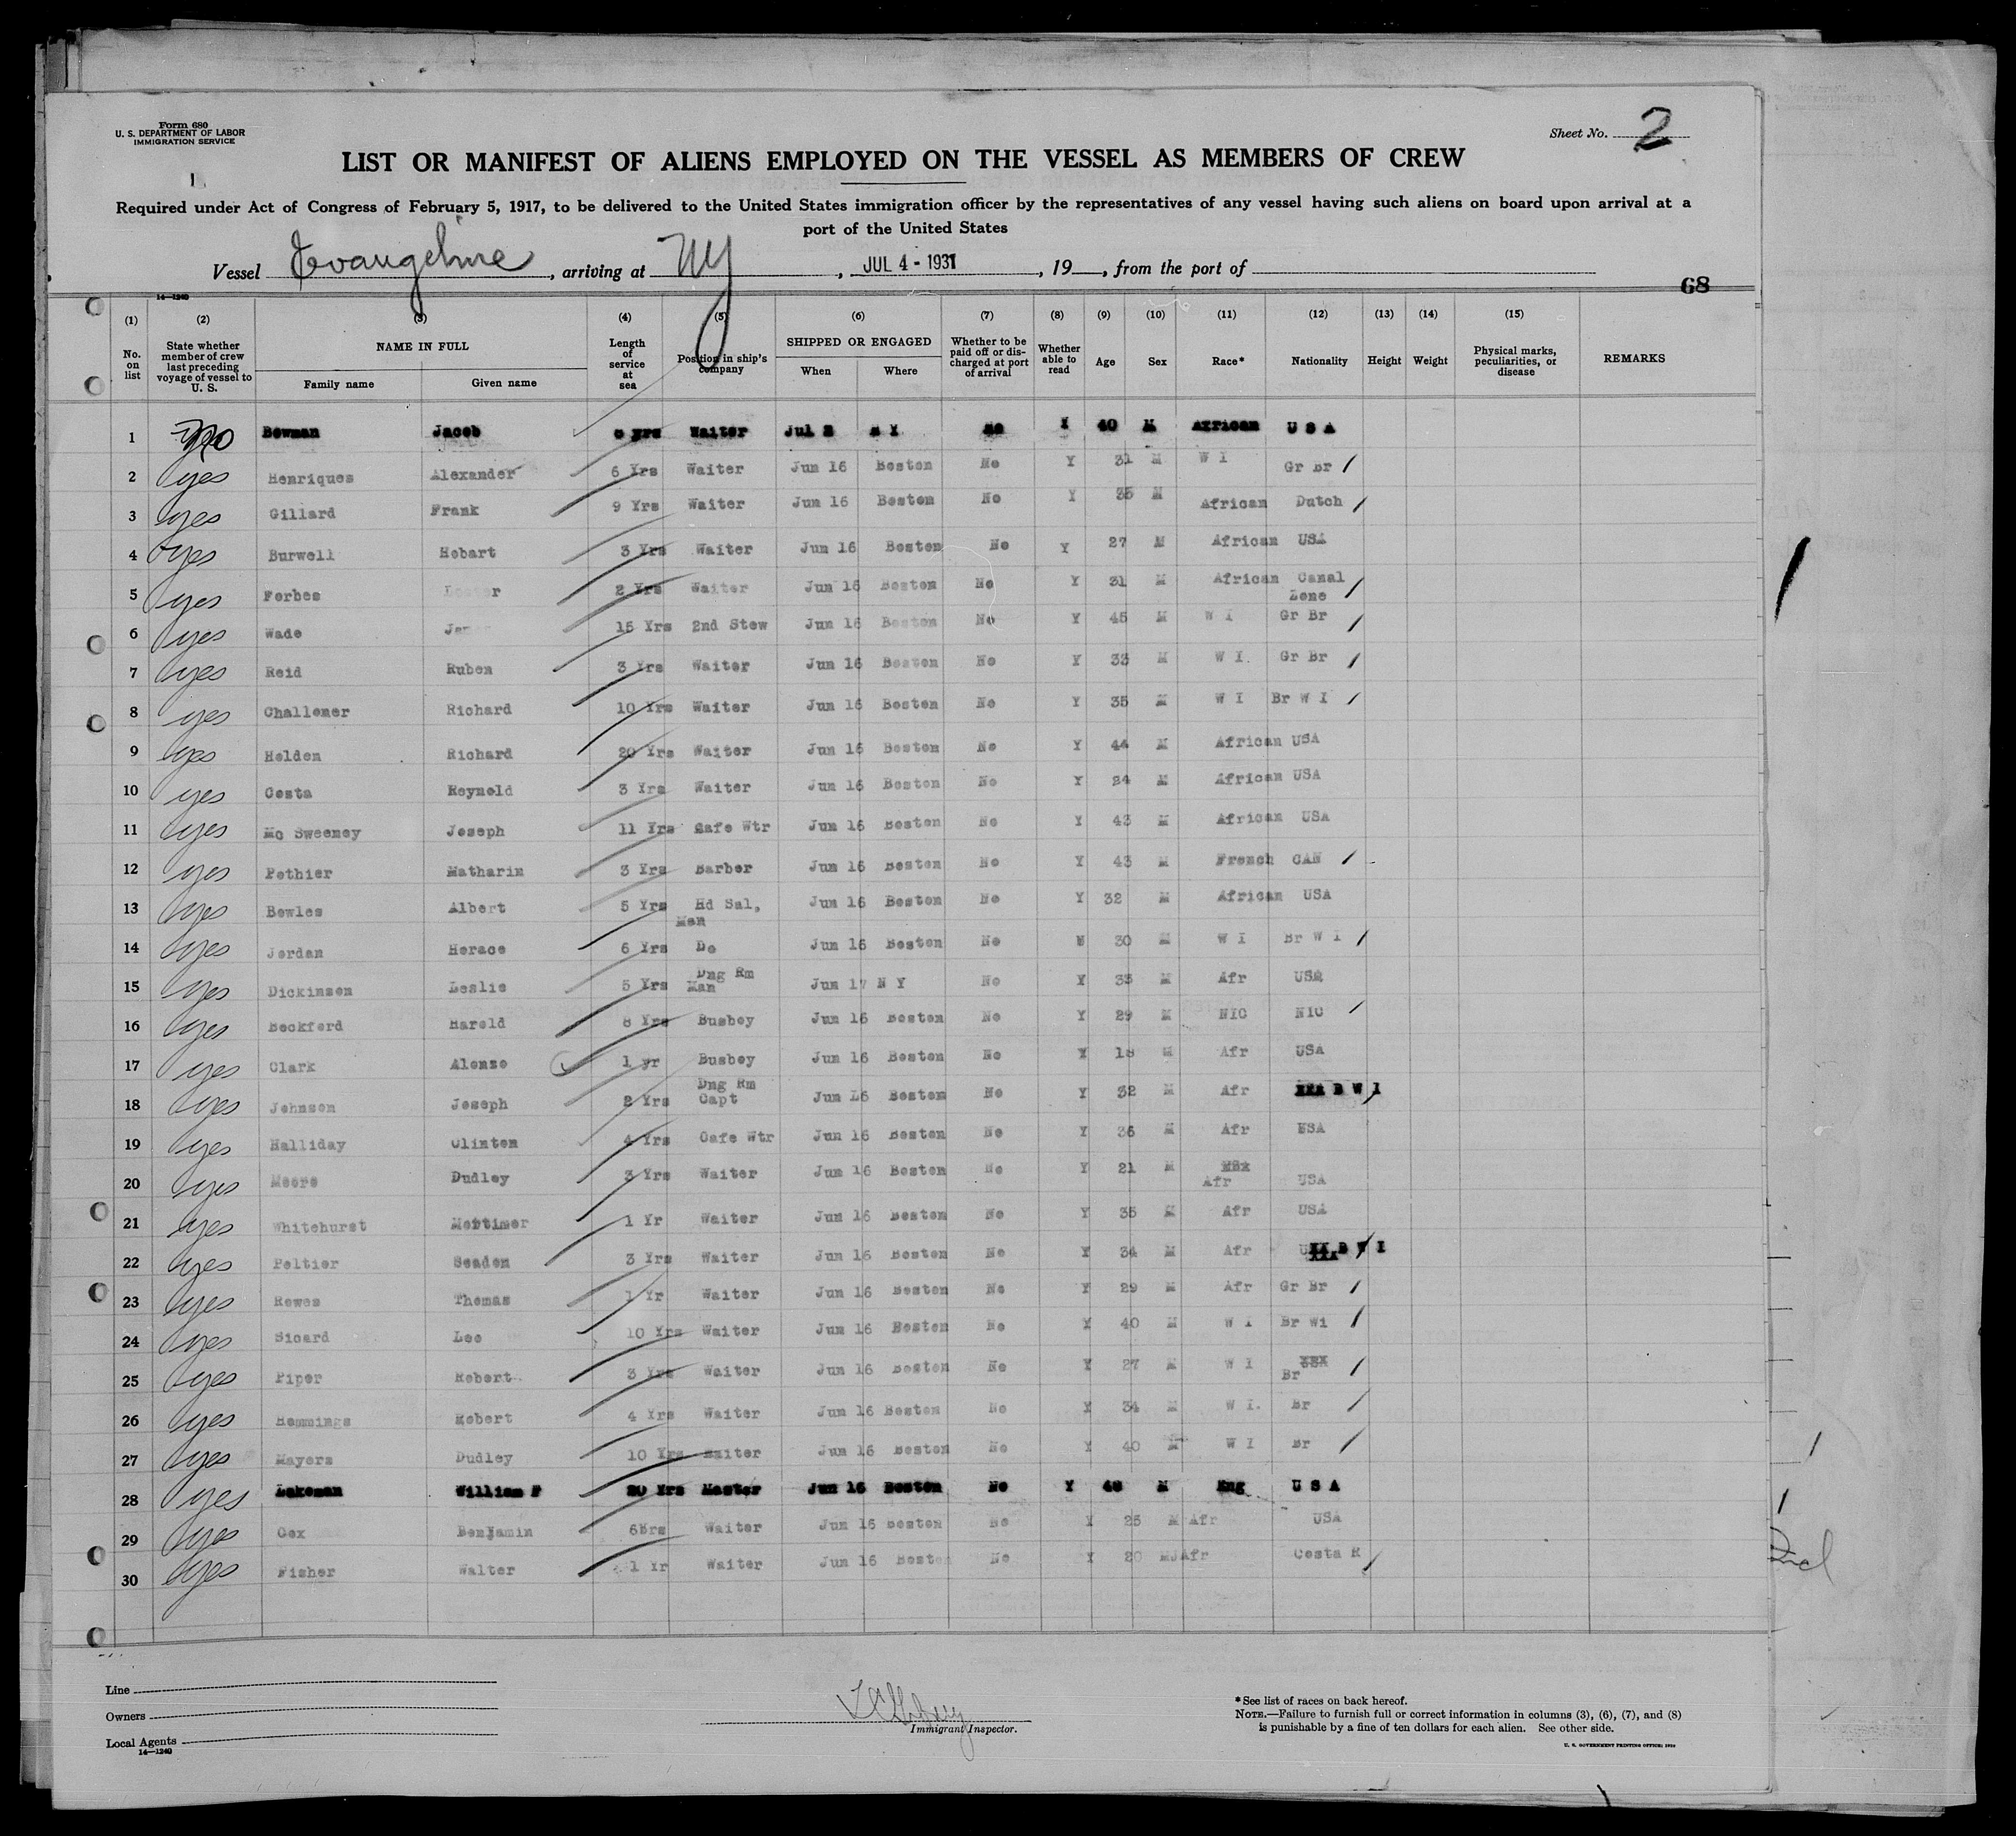 Form 680
U. S. DEPARTMENT OF LABOR
IMMIGRATION SERVICE
Sheet No. 2
LIST OR MANIFEST OF ALIENS EMPLOYED ON THE VESSEL AS MEMBERS OF CREW
Required under Act of Congress of February 5, 1917, to be delivered to the United States immigration officer by the representatives of any vessel having such aliens on board upon arrival at a
port of the United States
Vessel Evangeline, arriving at NY, JUL 4 - 1931, 19, from the port of
68
14—1240
(1) (2) (3) (4) (5) (6) (7) (8) (9) (10) (11) (12) (13) (14) (15)
No. on list
State whether member of crew last preceding voyage of vessel to U. S.
NAME IN FULL
Family name Given name
Length of service at sea
Position in ship's company
SHIPPED OR ENGAGED
When Where
Whether to be paid off or discharged at port of arrival
Whether able to read
Age Sex Race* Nationality Height Weight
Physical marks, peculiarities, or disease
REMARKS
1 no Bowman Jacob yrs Waiter Jul N Y No Y 40 M African U S A
2 yes Henriques Alexander 6 Yrs Waiter Jun 16 Boston No Y 31 M W I Gr Br
3 yes Gillard Frank 9 Yrs Waiter Jun 16 Boston No Y 35 M African Dutch
4 yes Burwell Hobart 3 Yrs Waiter Jun 16 Boston No Y 27 M African USA
5 yes Forbes 2 Yrs Waiter Jun 16 Boston No Y 31 M African Canal Zone
6 yes Wade 15 Yrs 2nd Stew Jun 16 Boston No Y 45 M W I Gr Br
7 yes Reid Ruben 3 Yrs Waiter Jun 16 Boston No Y 33 M W I. Gr Br
8 yes Challener Richard 10 Yrs Waiter Jun 16 Boston No Y 35 M W I Br W I
9 yes Holden Richard 20 Yrs Waiter Jun 16 Boston No Y 44 M African USA
10 yes Costa Reynold 3 Yrs Waiter Jun 16 Boston No Y 24 M African USA
11 yes Mc Sweeney Joseph 11 Yrs Cafe Wtr Jun 16 Boston No Y 43 M African USA
12 yes Pothier Matharin 3 Yrs Barber Jun 16 Boston No Y 43 M French CAN
13 yes Bowles Albert 5 Yrs Hd Sal, Man Jun 16 Boston No Y 32 M African USA
14 yes Jordan Horace 6 Yrs Do Jun 16 Boston No 30 M W I Br W I
15 yes Dickinson Leslie 5 Yrs Dng Rm Man Jun 17 N Y No Y 35 M Afr USA
16 yes Beckford Harold 8 Yrs Busboy Jun 16 Boston No Y 29 M NIC NIC
17 yes Clark Alonzo 1 yr Busboy Jun 16 Boston No Y 18 M Afr USA
18 yes Johnson Joseph 2 Yrs Dng Rm Capt Jun 16 Boston No Y 32 M Afr B W I
19 yes Halliday Clinton 4 Yrs Cafe Wtr Jun 16 Boston No Y 36 M Afr USA
20 yes Moore Dudley 3 Yrs Waiter Jun 16 Boston No Y 21 M Afr USA
21 yes Whitehurst Mortimer 1 Yr Waiter Jun 16 Boston No Y 35 M Afr USA
22 yes Peltier Seadon 3 Yrs Waiter Jun 16 Boston No Y 34 M Afr B W I
23 yes Rowes Thomas 1 Yr Waiter Jun 16 Boston No Y 29 M Afr Gr Br
24 yes Sicard Leo 10 Yrs Waiter Jun 16 Boston No Y 40 M W I Br Wi
25 yes Piper Robert 3 Yrs Waiter Jun 16 Boston No Y 27 M W I Br
26 yes Hemmings Robert 4 Yrs Waiter Jun 16 Boston No Y 34 M W I. Br
27 yes Mayers Dudley 10 Yrs Waiter Jun 16 Boston No Y 40 M W I Br
28 yes Lakeman William F 20 Yrs Master Jun 16 Boston No Y 48 M Eng U S A
29 yes Cox Benjamin Waiter Jun 16 Boston No Y 25 M Afr USA
30 yes Fisher Walter 1 Yr Waiter Jun 16 Boston No Y 20 M Afr Costa R
Line
Owners
Local Agents
14—1240
Immigrant Inspector.
*See list of races on back hereof.
NOTE.—Failure to furnish full or correct information in columns (3), (6), (7), and (8)
is punishable by a fine of ten dollars for each alien. See other side.
U. S. GOVERNMENT PRINTING OFFICE: